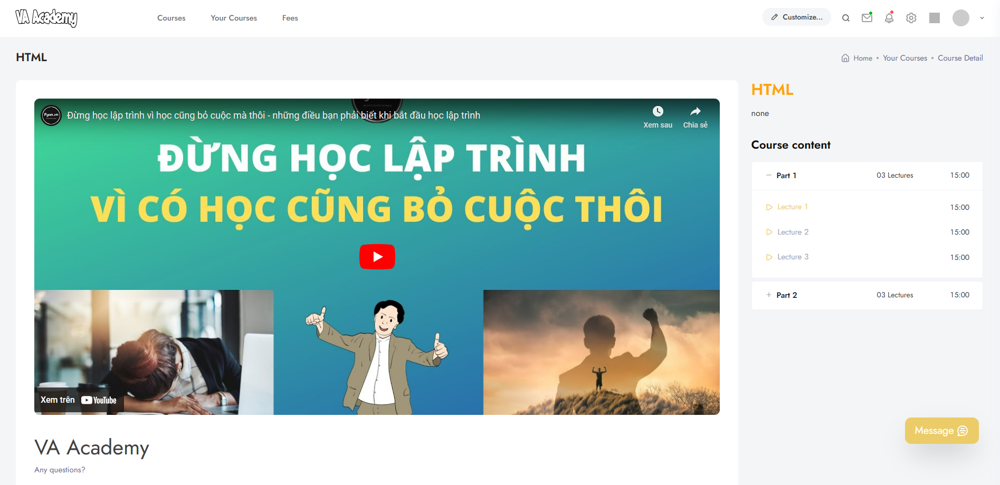 VA Academy
Courses
Your Courses
Fees
Customize...
HTML
Home • Your Courses • Course Detail
Pyan.vn
Đừng học lập trình vì học cũng bỏ cuộc mà thôi - những điều bạn phải biết khi bắt đầu học lập trình
Xem sau
Chia sẻ
ĐỪNG HỌC LẬP TRÌNH
VÌ CÓ HỌC CŨNG BỎ CUỘC THÔI
Xem trên YouTube
VA Academy
Any questions?
HTML
none
Course content
Part 1 03 Lectures 15:00
Lecture 1 15:00
Lecture 2 15:00
Lecture 3 15:00
Part 2 03 Lectures 15:00
Message